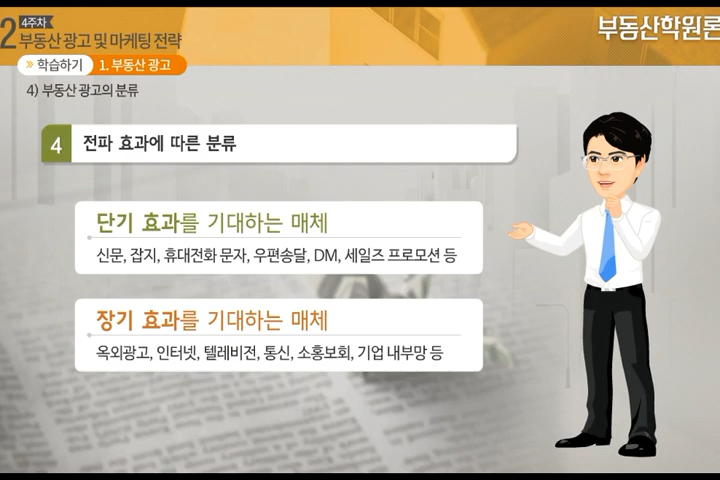 4주차
2 부동산 광고 및 마케팅 전략
부동산학원론
» 학습하기
1. 부동산 광고
4) 부동산 광고의 분류
4 전파 효과에 따른 분류
단기 효과를 기대하는 매체
신문, 잡지, 휴대전화 문자, 우편송달, DM, 세일즈 프로모션 등
장기 효과를 기대하는 매체
옥외광고, 인터넷, 텔레비전, 통신, 소홍보회, 기업 내부망 등